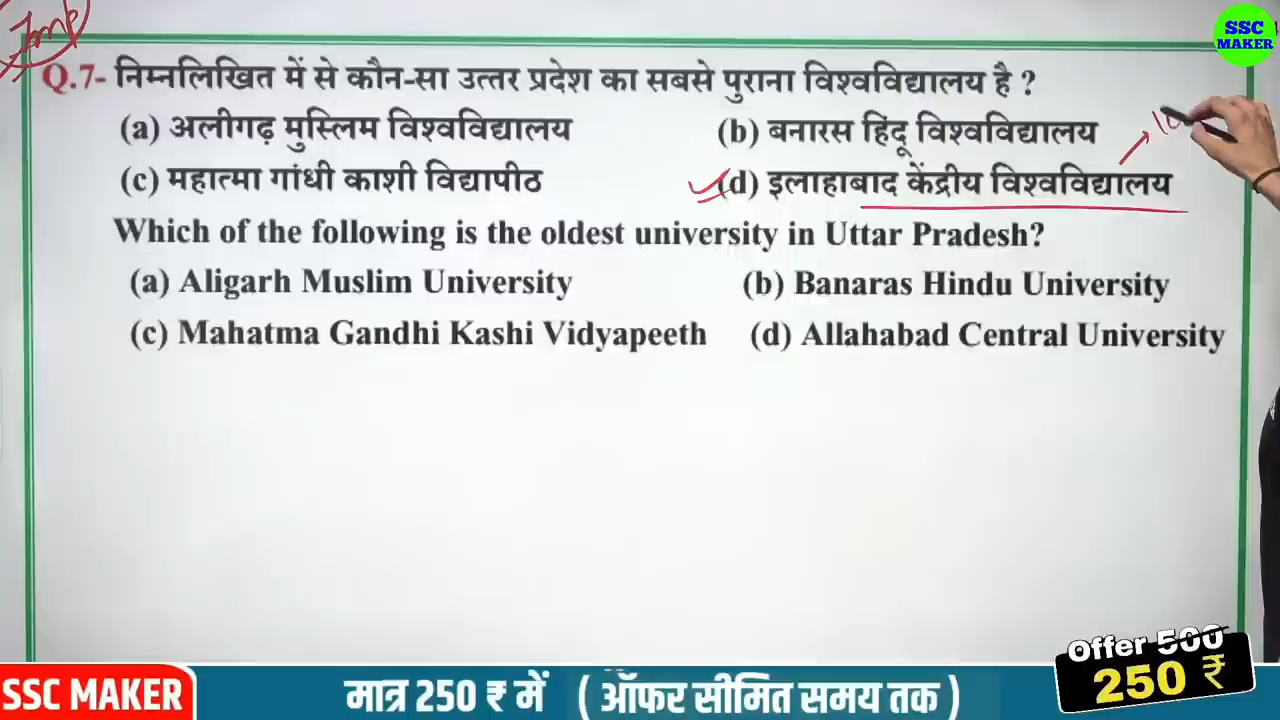 Imp
SSC
MAKER
Q.7- निम्नलिखित में से कौन-सा उत्तर प्रदेश का सबसे पुराना विश्वविद्यालय है ?
(a) अलीगढ़ मुस्लिम विश्वविद्यालय (b) बनारस हिंदू विश्वविद्यालय
(c) महात्मा गांधी काशी विद्यापीठ (d) इलाहाबाद केंद्रीय विश्वविद्यालय
Which of the following is the oldest university in Uttar Pradesh?
(a) Aligarh Muslim University (b) Banaras Hindu University
(c) Mahatma Gandhi Kashi Vidyapeeth (d) Allahabad Central University
SSC MAKER मात्र 250 ₹ में ( ऑफर सीमित समय तक )
Offer 500
250 ₹